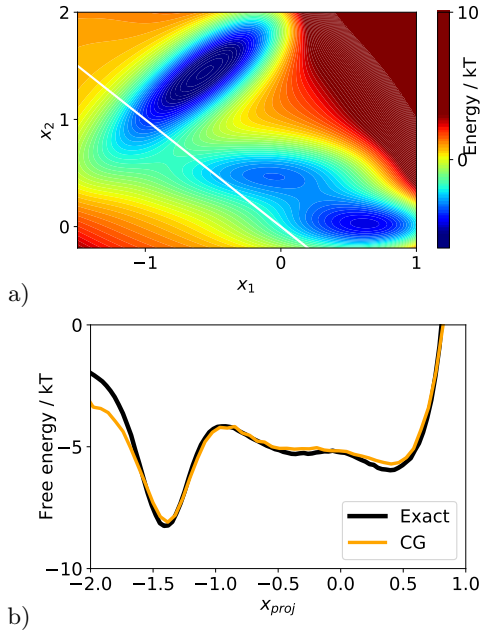 2
1
0
x2
−1
0
1
x1
10
0
Energy / kT
a)
0
−5
−10
Free energy / kT
Exact
CG
−2.0
−1.5
−1.0
−0.5
0.0
0.5
1.0
xproj
b)